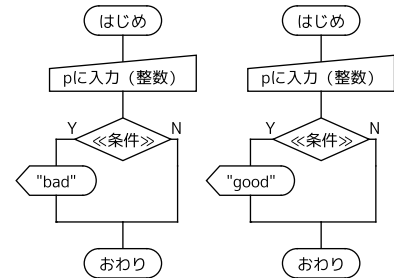 はじめ
pに入力（整数）
Y
N
≪条件≫
"bad"
おわり
はじめ
pに入力（整数）
Y
N
≪条件≫
"good"
おわり